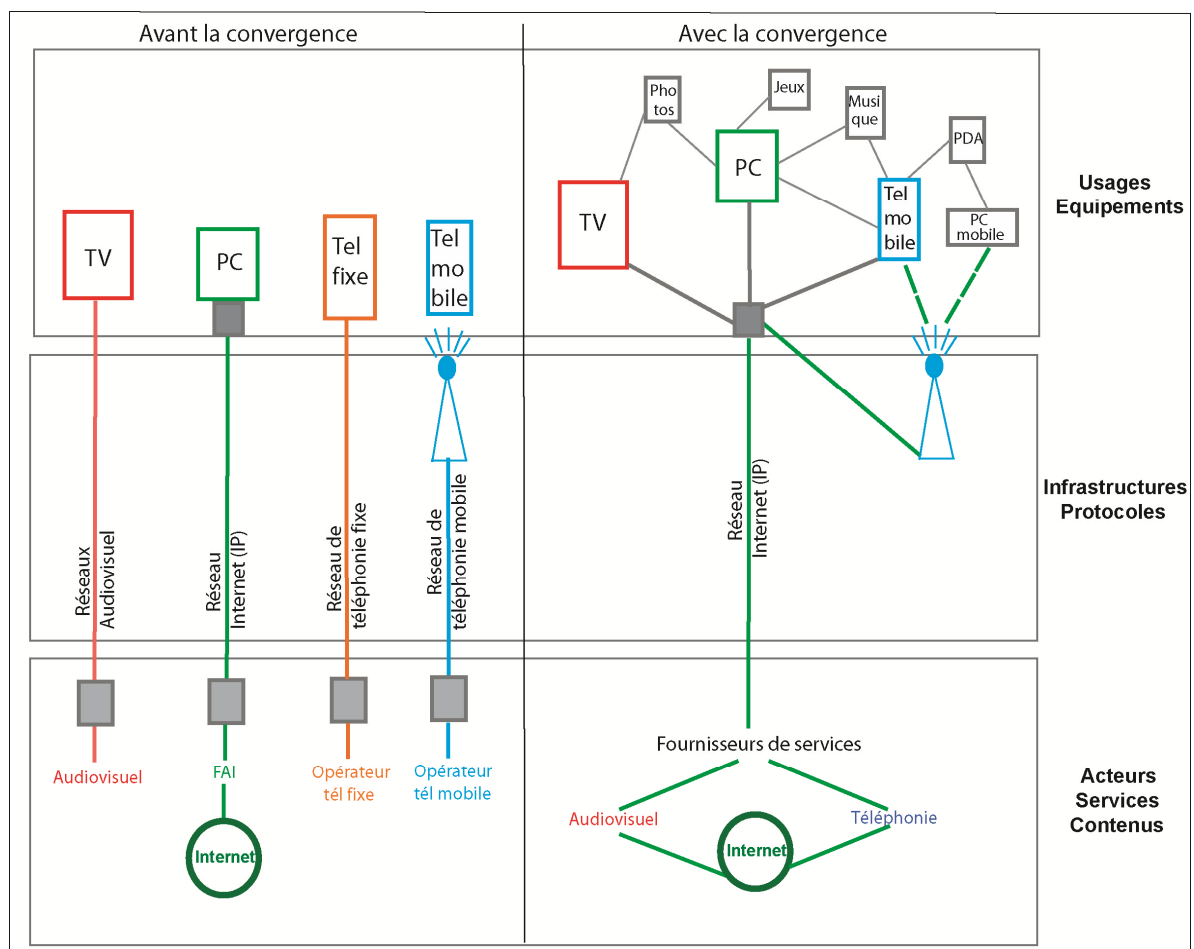 Avant la convergence
Avec la convergence
TV
PC
Tel
fixe
Tel
mo
bile
Pho
tos
Jeux
Musi
que
PDA
TV
PC
Tel
mo
bile
PC
mobile
Usages
Equipements
Réseaux
Audiovisuel
Réseau
Internet (IP)
Réseau de
téléphonie fixe
Réseau de
téléphonie mobile
Réseau
Internet (IP)
Infrastructures
Protocoles
Audiovisuel
FAI
Opérateur
tél fixe
Opérateur
tél mobile
Internet
Fournisseurs de services
Audiovisuel
Téléphonie
Internet
Acteurs
Services
Contenus